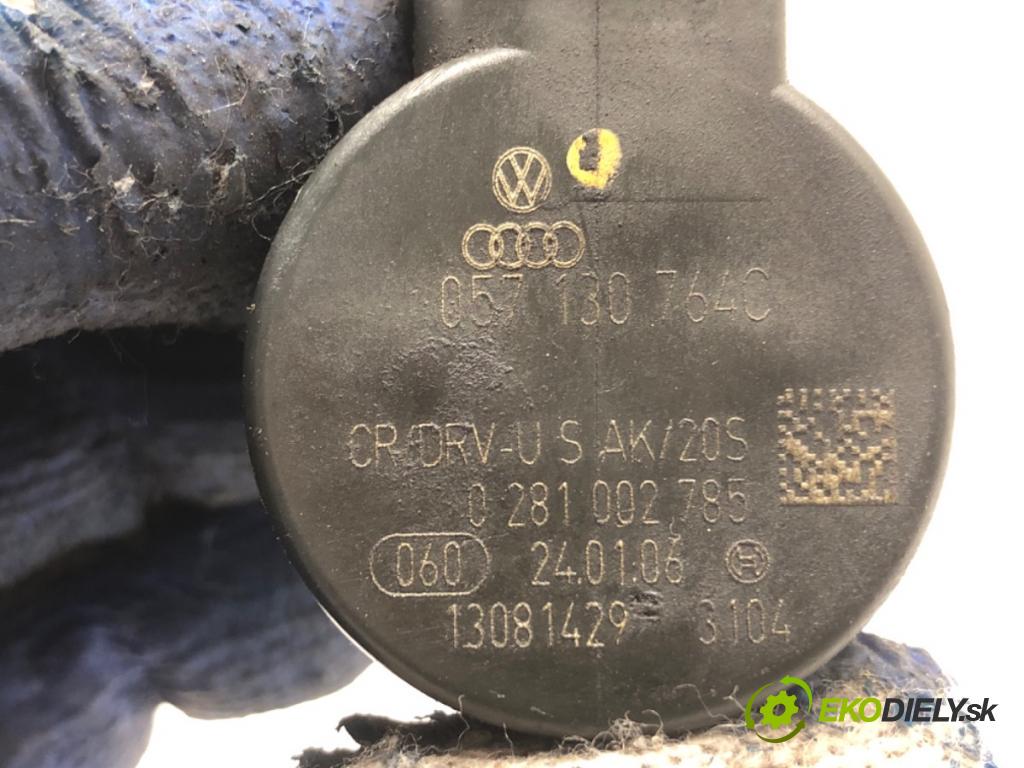 057 130 764C
CR/DRV-U S AK/20S
0 281 002 785
060 24.01.06
13081429 3104
EKODIELY.sk